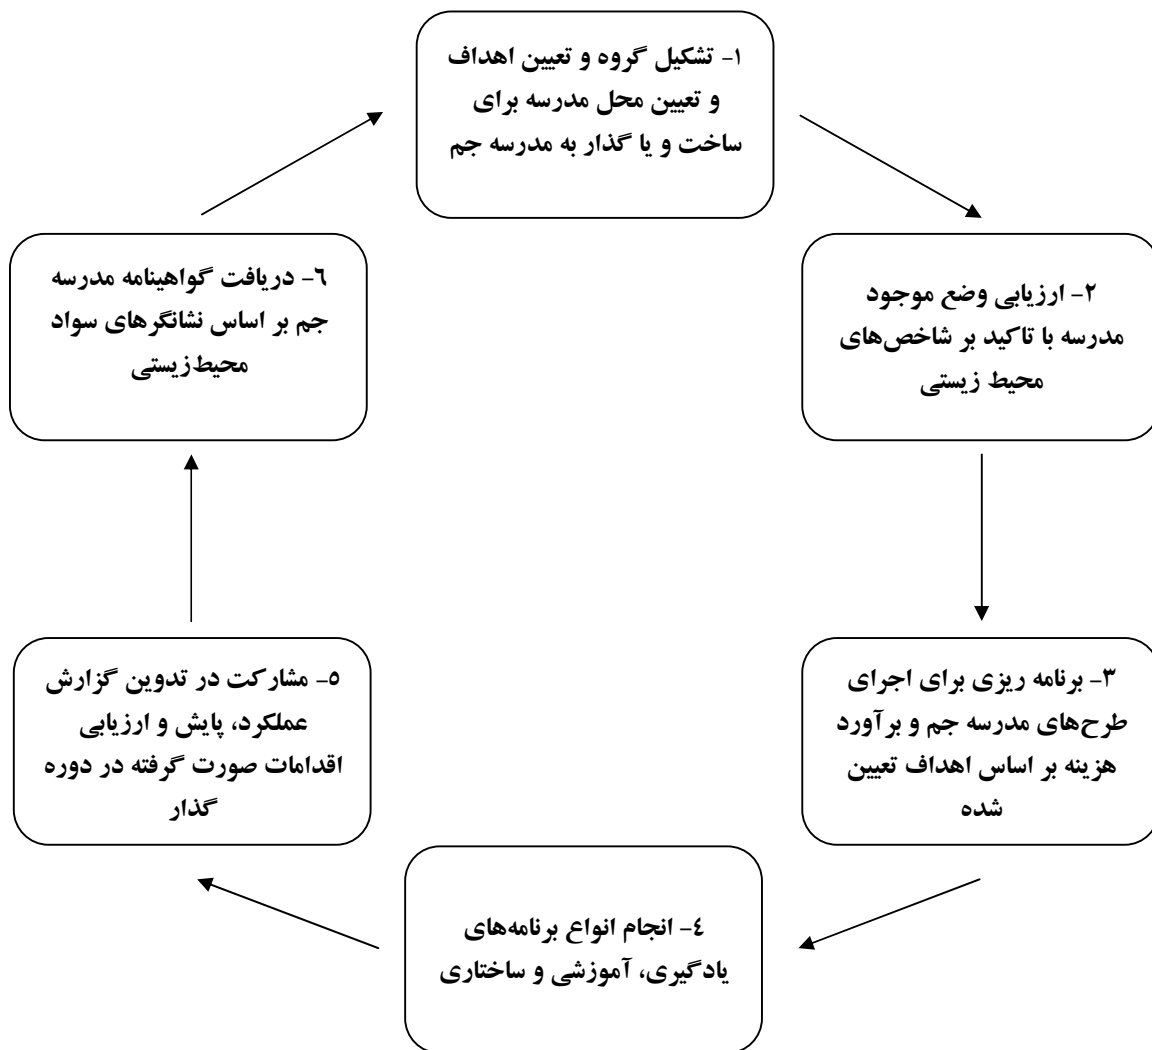 ۱- تشکیل گروه و تعیین اهداف
و تعیین محل مدرسه برای
ساخت و یا گذار به مدرسه جم
۲- ارزیابی وضع موجود
مدرسه با تاکید بر شاخص‌های
محیط زیستی
۳- برنامه ریزی برای اجرای
طرح‌های مدرسه جم و برآورد
هزینه بر اساس اهداف تعیین
شده
٤- انجام انواع برنامه‌های
یادگیری، آموزشی و ساختاری
٥- مشارکت در تدوین گزارش
عملکرد، پایش و ارزیابی
اقدامات صورت گرفته در دوره
گذار
٦- دریافت گواهینامه مدرسه
جم بر اساس نشانگرهای سواد
محیط‌زیستی